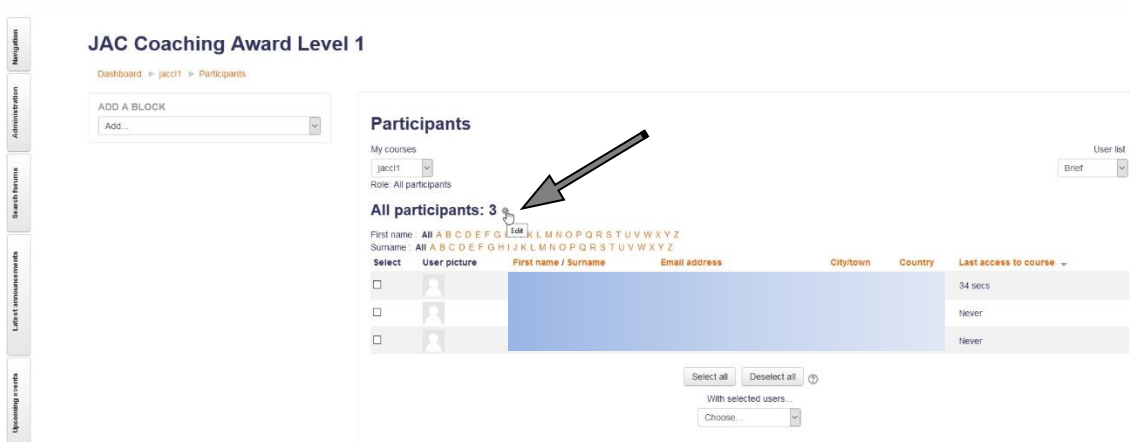 Navigation
Administration
Search forums
Latest announcements
Upcoming events
JAC Coaching Award Level 1
Dashboard ► jaccl1 ► Participants
ADD A BLOCK
Add...
Participants
My courses
User list
jaccl1
Brief
Role: All participants
All participants: 3
Edit
First name : All A B C D E F G K L M N O P Q R S T U V W X Y Z
Surname : All A B C D E F G H I J K L M N O P Q R S T U V W X Y Z
Select User picture First name / Surname Email address City/town Country Last access to course
34 secs
Never
Never
Select all Deselect all ?
With selected users...
Choose...